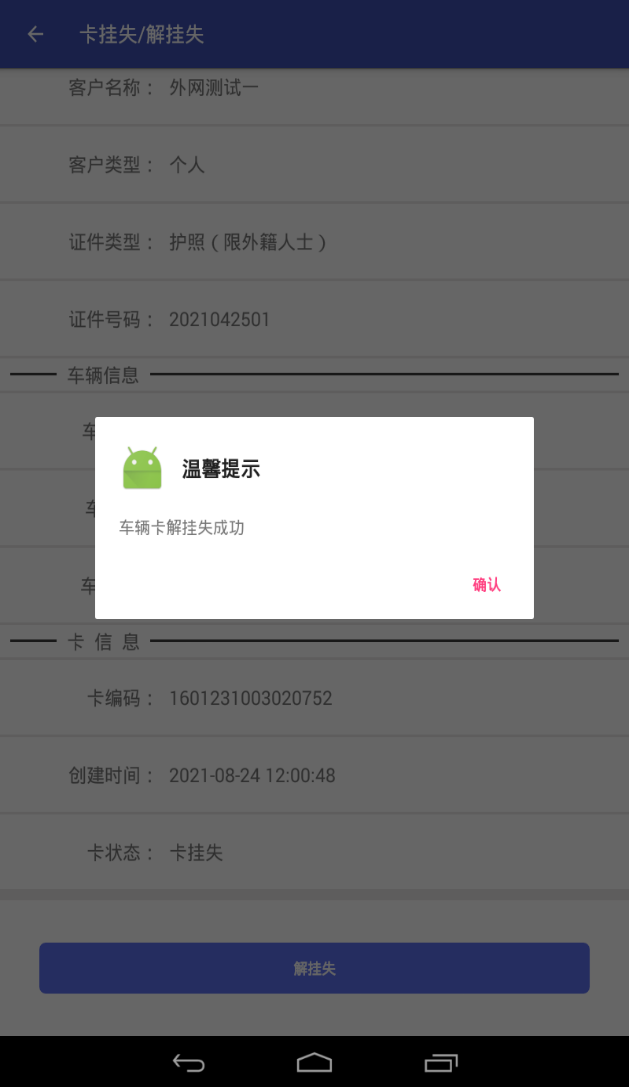 卡挂失/解挂失
客户名称： 外网测试一
客户类型： 个人
证件类型： 护照（限外籍人士）
证件号码： 2021042501
车辆信息
车
车
车
温馨提示
车辆卡解挂失成功
确认
卡 信 息
卡编码： 1601231003020752
创建时间： 2021-08-24 12:00:48
卡状态： 卡挂失
解挂失